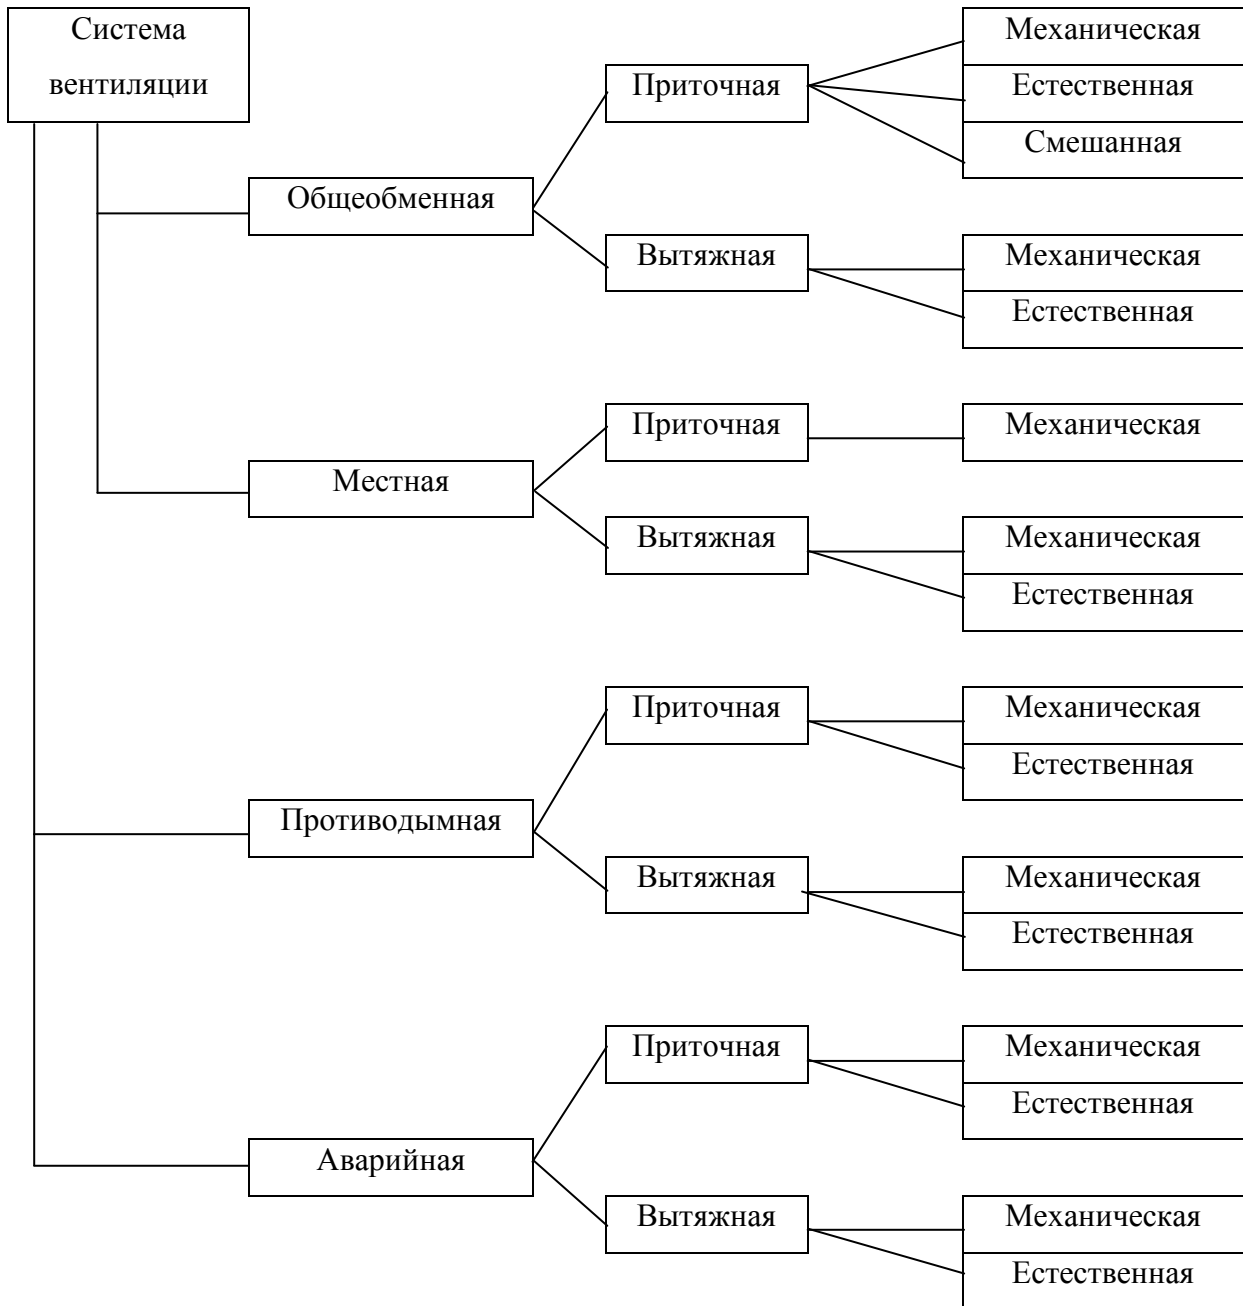 Система
вентиляции
Общеобменная
Приточная
Механическая
Естественная
Смешанная
Вытяжная
Механическая
Естественная
Местная
Приточная
Механическая
Вытяжная
Механическая
Естественная
Противодымная
Приточная
Механическая
Естественная
Вытяжная
Механическая
Естественная
Аварийная
Приточная
Механическая
Естественная
Вытяжная
Механическая
Естественная